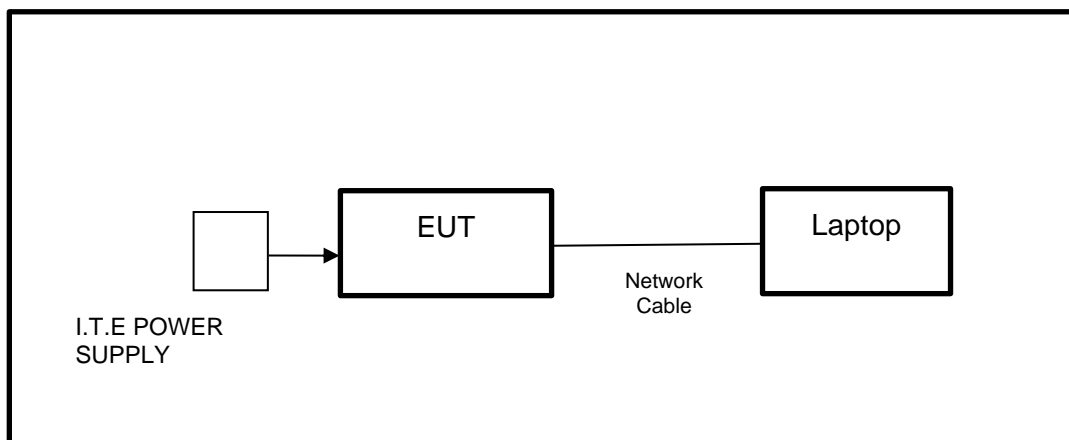 EUT
Laptop
Network
Cable
I.T.E POWER
SUPPLY